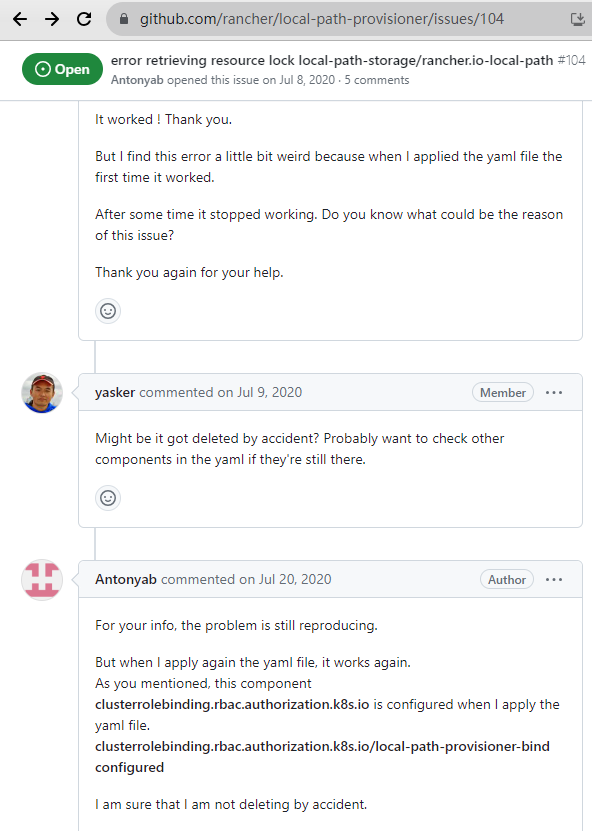 github.com/rancher/local-path-provisioner/issues/104
Open
error retrieving resource lock local-path-storage/rancher.io-local-path #104
Antonyab opened this issue on Jul 8, 2020 · 5 comments
It worked ! Thank you.
But I find this error a little bit weird because when I applied the yaml file the
first time it worked.
After some time it stopped working. Do you know what could be the reason
of this issue?
Thank you again for your help.
yasker commented on Jul 9, 2020
Member
Might be it got deleted by accident? Probably want to check other
components in the yaml if they're still there.
Antonyab commented on Jul 20, 2020
Author
For your info, the problem is still reproducing.
But when I apply again the yaml file, it works again.
As you mentioned, this component
clusterrolebinding.rbac.authorization.k8s.io is configured when I apply the
yaml file.
clusterrolebinding.rbac.authorization.k8s.io/local-path-provisioner-bind
configured
I am sure that I am not deleting by accident.